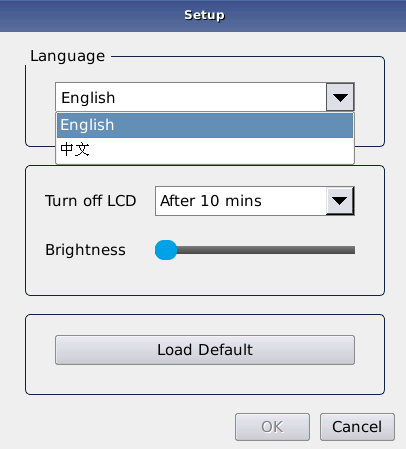 Setup
Language
English
English
中文
Turn off LCD After 10 mins
Brightness
Load Default
OK Cancel